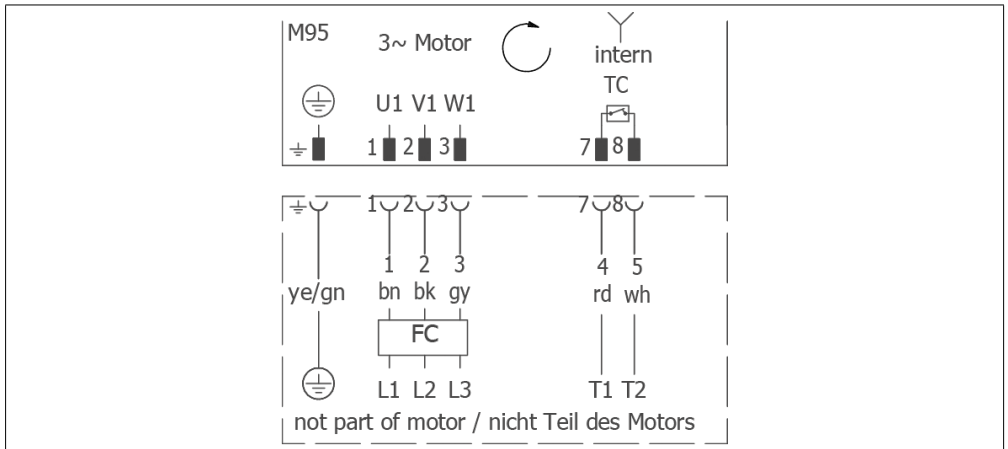 M95
3~ Motor
intern
TC
U1 V1 W1
1 2 3 7 8
1 2 3 7 8
1 2 3 4 5
ye/gn bn bk gy rd wh
FC
L1 L2 L3 T1 T2
not part of motor / nicht Teil des Motors